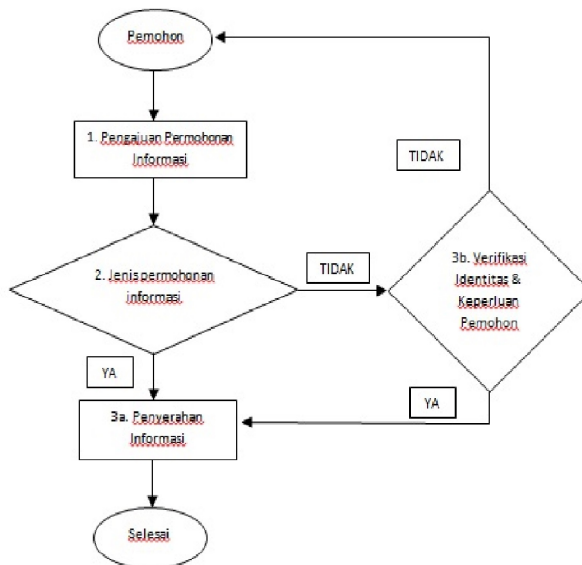 Pemohon
1. Pengajuan Permohonan
Informasi
TIDAK
2. Jenis permohonan
informasi
TIDAK
3b. Verifikasi
Identitas &
Keperluan
Pemohon
YA
YA
3a. Penyerahan
Informasi
Selesai